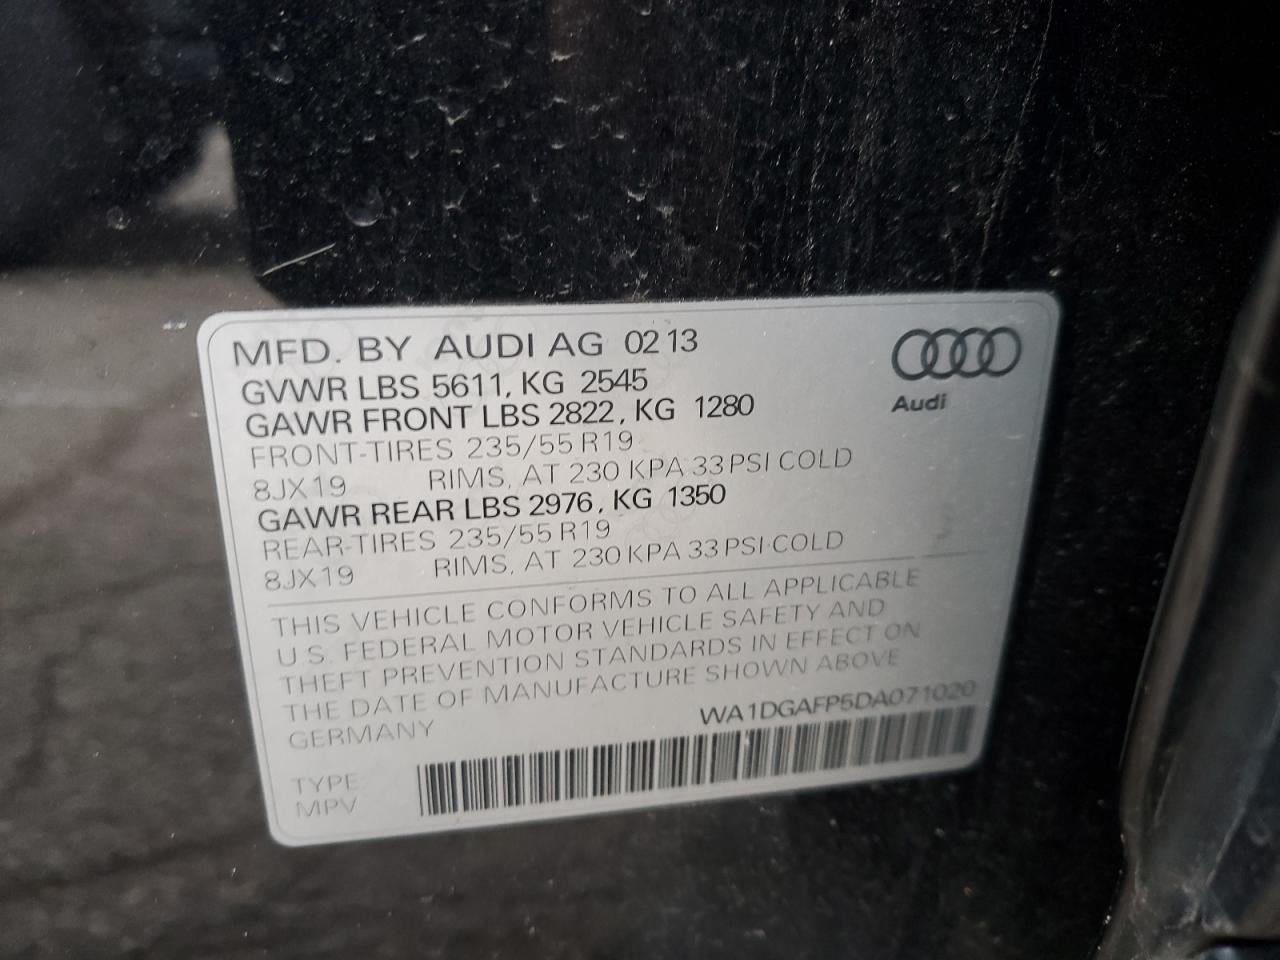 MFD. BY AUDI AG 02 13
GVWR LBS 5611, KG 2545
GAWR FRONT LBS 2822, KG 1280
FRONT-TIRES 235/55 R19
8JX19 RIMS, AT 230 KPA 33 PSI COLD
GAWR REAR LBS 2976, KG 1350
REAR-TIRES 235/55 R19
8JX19 RIMS, AT 230 KPA 33 PSI COLD
Audi
THIS VEHICLE CONFORMS TO ALL APPLICABLE
U.S. FEDERAL MOTOR VEHICLE SAFETY AND
THEFT PREVENTION STANDARDS IN EFFECT ON
THE DATE OF MANUFACTURE SHOWN ABOVE
GERMANY WA1DGAFP5DA071020
TYPE
MPV